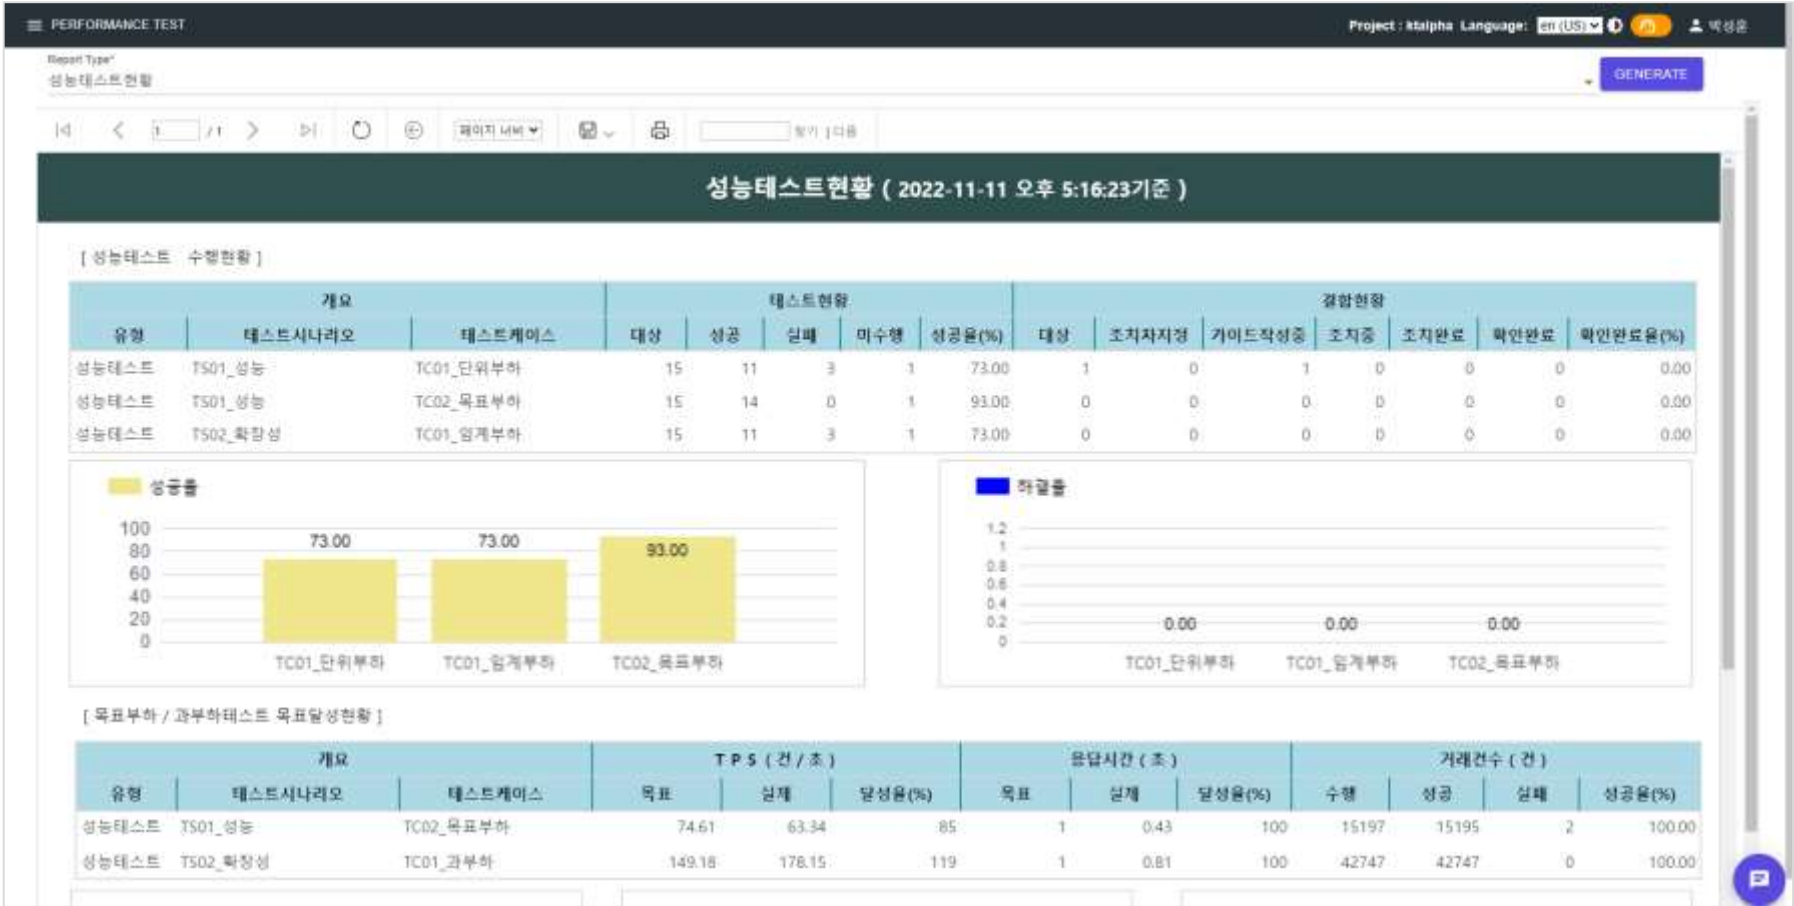 PERFORMANCE TEST
Project : ktalpha Language: en (US) 박성훈
Report Type*
성능테스트현황
GENERATE
1 / 1 페이지 너비 찾기 | 다음
성능테스트현황 ( 2022-11-11 오후 5:16:23기준 )
[ 성능테스트 수행현황 ]
개요 테스트현황 결함현황
유형 테스트시나리오 테스트케이스 대상 성공 실패 미수행 성공율(%) 대상 조치자지정 가이드작성중 조치중 조치완료 확인완료 확인완료율(%)
성능테스트 TS01_성능 TC01_단위부하 15 11 3 1 73.00 1 0 1 0 0 0 0.00
성능테스트 TS01_성능 TC02_목표부하 15 14 0 1 93.00 0 0 0 0 0 0 0.00
성능테스트 TS02_확장성 TC01_임계부하 15 11 3 1 73.00 0 0 0 0 0 0 0.00
성공율
100
80
60
40
20
0
73.00 73.00 93.00
TC01_단위부하 TC01_임계부하 TC02_목표부하
해결율
1.2
1
0.8
0.6
0.4
0.2
0
0.00 0.00 0.00
TC01_단위부하 TC01_임계부하 TC02_목표부하
[ 목표부하 / 과부하테스트 목표달성현황 ]
개요 T P S ( 건 / 초 ) 응답시간 ( 초 ) 거래건수 ( 건 )
유형 테스트시나리오 테스트케이스 목표 실제 달성율(%) 목표 실제 달성율(%) 수행 성공 실패 성공율(%)
성능테스트 TS01_성능 TC02_목표부하 74.61 63.34 85 1 0.43 100 15197 15195 2 100.00
성능테스트 TS02_확장성 TC01_과부하 149.18 178.15 119 1 0.81 100 42747 42747 0 100.00